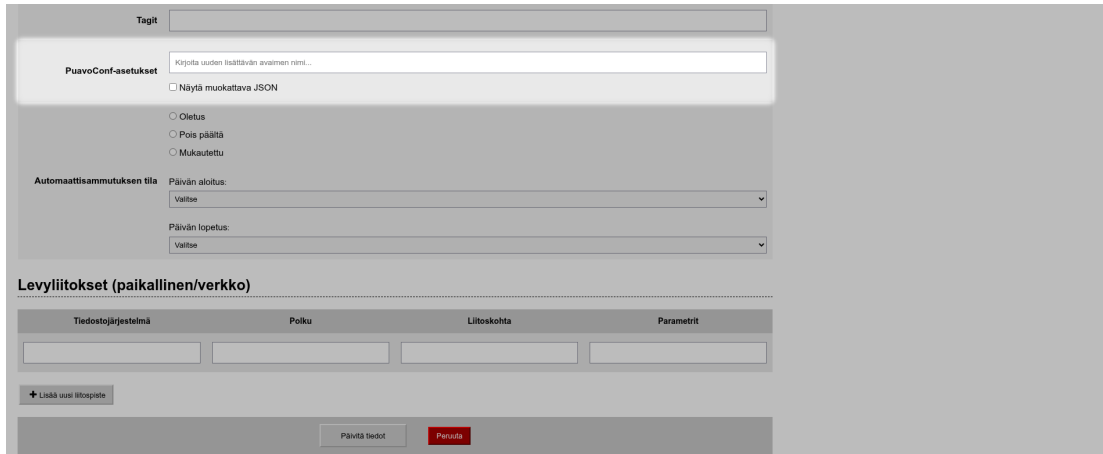 Tagit
PuavoConf-asetukset
Kirjoita uuden lisättävän avaimen nimi...
Näytä muokattava JSON
Oletus
Pois päältä
Mukautettu
Automaattisammutuksen tila
Päivän aloitus:
Valitse
Päivän lopetus:
Valitse
Levyliitokset (paikallinen/verkko)
Tiedostojärjestelmä Polku Liitoskohta Parametrit
Lisää uusi liitospiste
Päivitä tiedot Peruuta